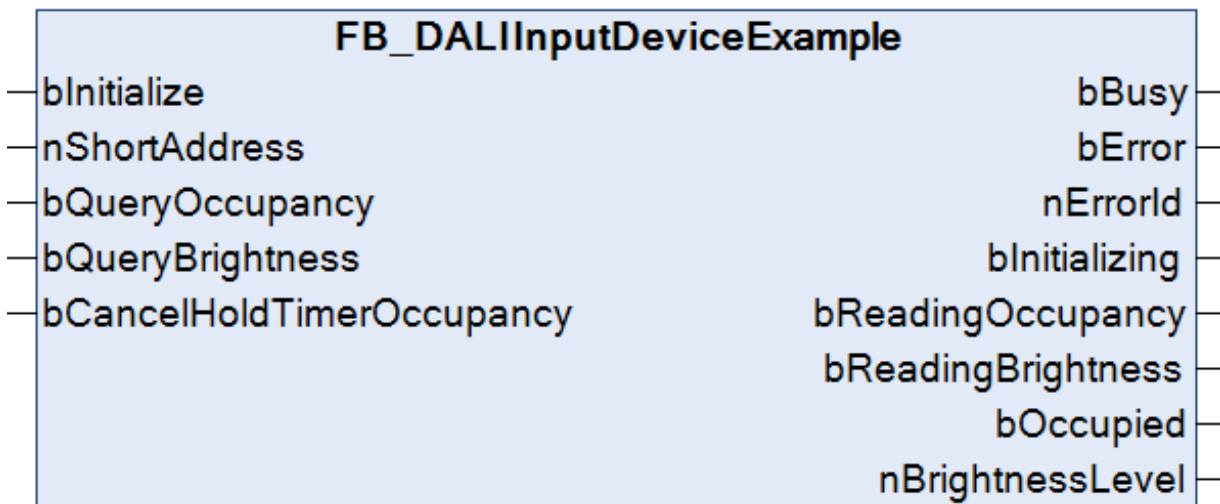 FB_DALIInputDeviceExample
bInitialize bBusy
nShortAddress bError
bQueryOccupancy nErrorId
bQueryBrightness bInitializing
bCancelHoldTimerOccupancy bReadingOccupancy
bReadingBrightness
bOccupied
nBrightnessLevel